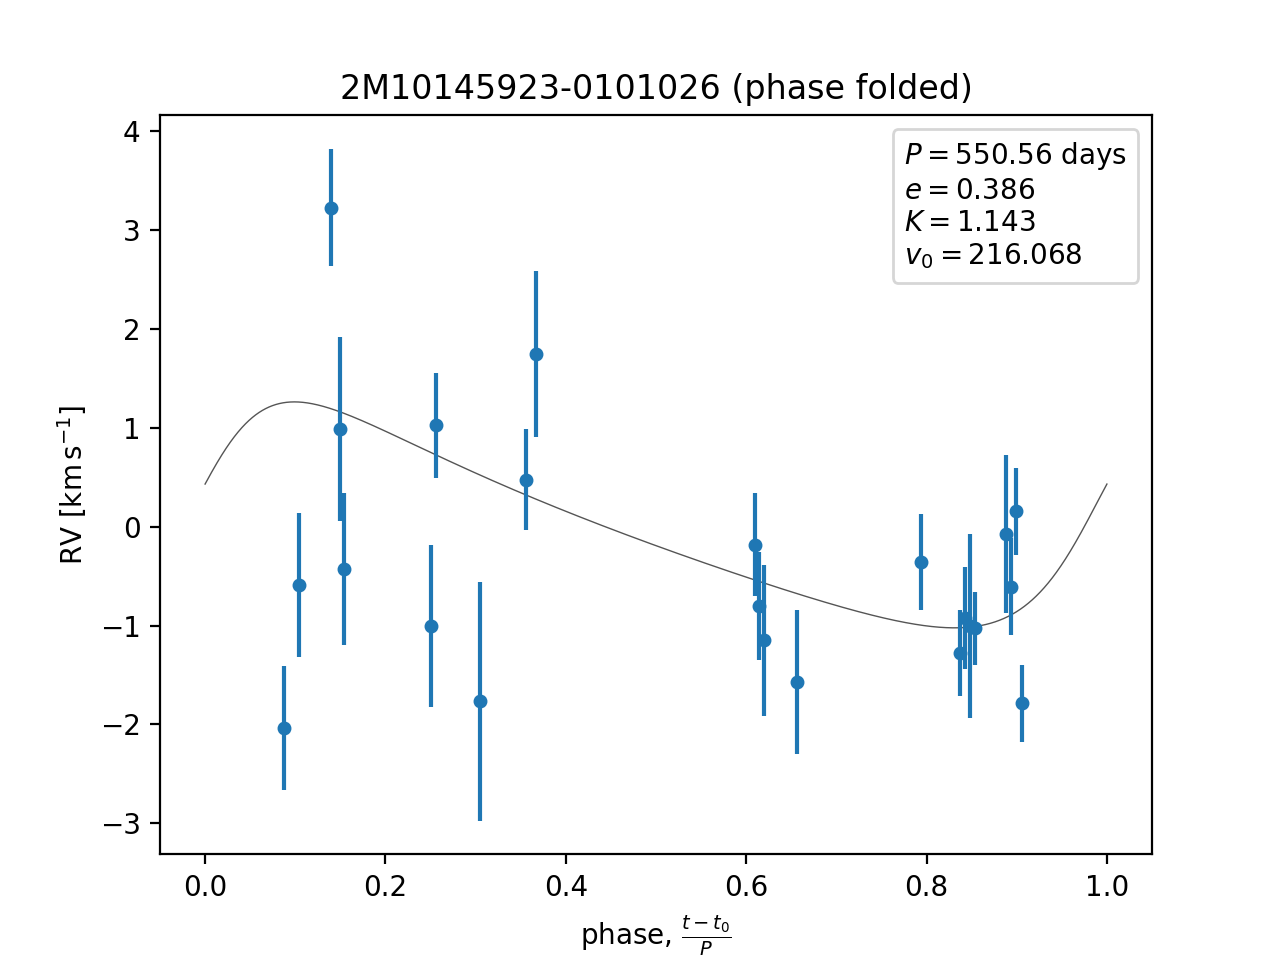 2M10145923-0101026 (phase folded)
P = 550.56 days
e = 0.386
K = 1.143
v₀ = 216.068
RV [km s⁻¹]
4
3
2
1
0
−1
−2
−3
0.0 0.2 0.4 0.6 0.8 1.0
phase, (t − t₀)/P